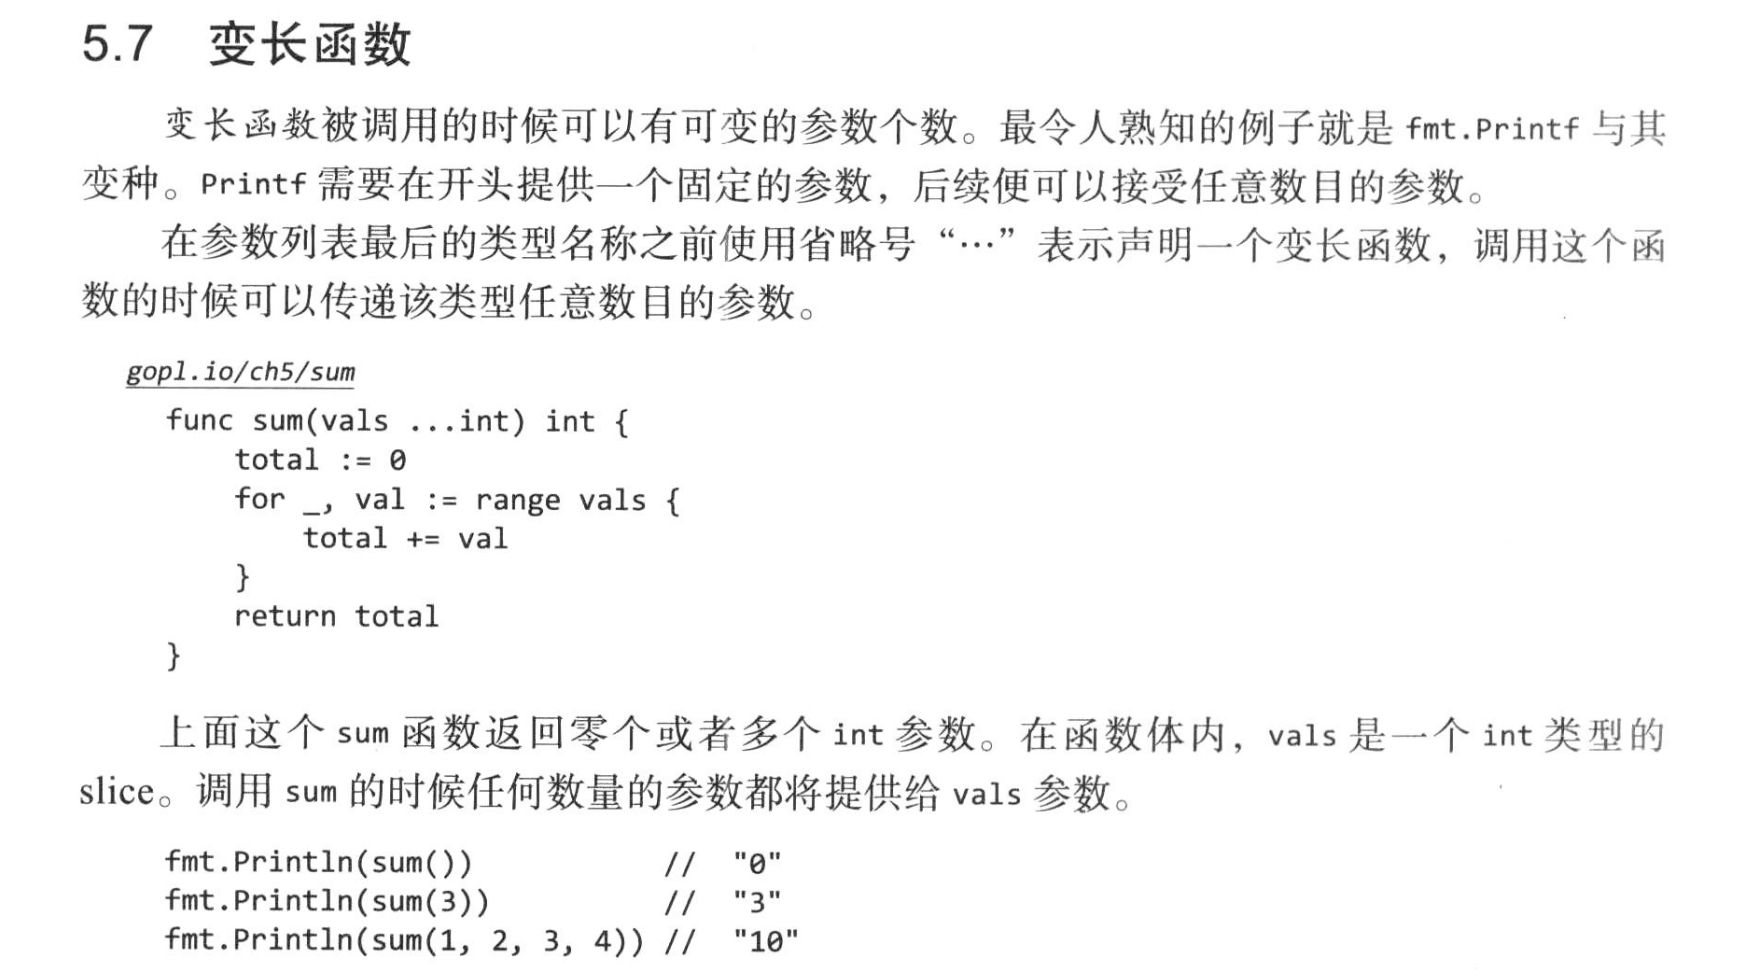 5.7 变长函数
变长函数被调用的时候可以有可变的参数个数。最令人熟知的例子就是 fmt.Printf 与其
变种。Printf 需要在开头提供一个固定的参数，后续便可以接受任意数目的参数。
在参数列表最后的类型名称之前使用省略号“…”表示声明一个变长函数，调用这个函
数的时候可以传递该类型任意数目的参数。
gopl.io/ch5/sum
func sum(vals ...int) int {
    total := 0
    for _, val := range vals {
        total += val
    }
    return total
}
上面这个 sum 函数返回零个或者多个 int 参数。在函数体内，vals 是一个 int 类型的
slice。调用 sum 的时候任何数量的参数都将提供给 vals 参数。
fmt.Println(sum())           //  "0"
fmt.Println(sum(3))          //  "3"
fmt.Println(sum(1, 2, 3, 4)) //  "10"